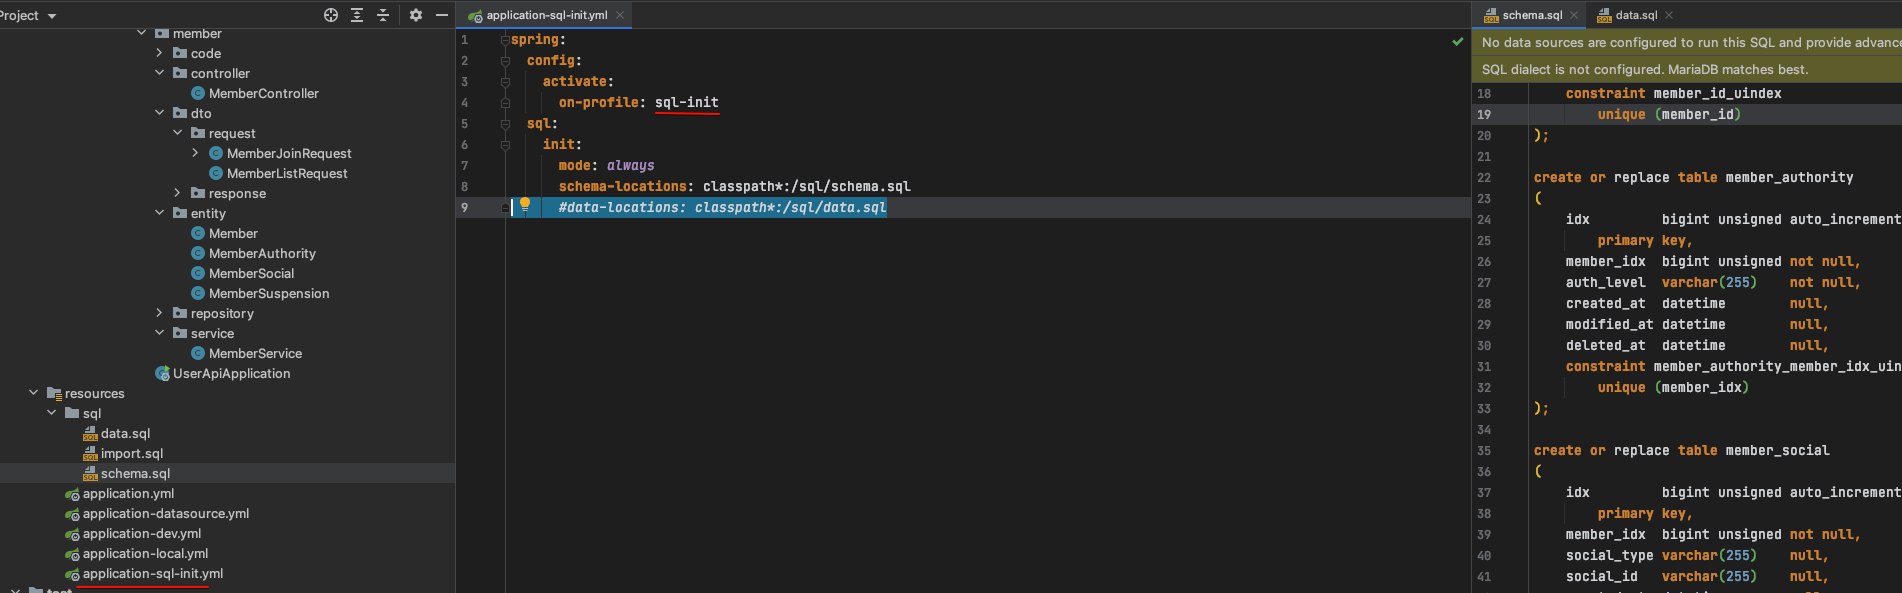 Project
member
code
controller
MemberController
dto
request
MemberJoinRequest
MemberListRequest
response
entity
Member
MemberAuthority
MemberSocial
MemberSuspension
repository
service
MemberService
UserApiApplication
resources
sql
data.sql
import.sql
schema.sql
application.yml
application-datasource.yml
application-dev.yml
application-local.yml
application-sql-init.yml
test
application-sql-init.yml
1 spring:
2 config:
3 activate:
4 on-profile: sql-init
5 sql:
6 init:
7 mode: always
8 schema-locations: classpath*:/sql/schema.sql
9 #data-locations: classpath*:/sql/data.sql
schema.sql data.sql
No data sources are configured to run this SQL and provide advance
SQL dialect is not configured. MariaDB matches best.
18 constraint member_id_uindex
19 unique (member_id)
20 );
21
22 create or replace table member_authority
23 (
24 idx bigint unsigned auto_increment
25 primary key,
26 member_idx bigint unsigned not null,
27 auth_level varchar(255) not null,
28 created_at datetime null,
29 modified_at datetime null,
30 deleted_at datetime null,
31 constraint member_authority_member_idx_uin
32 unique (member_idx)
33 );
34
35 create or replace table member_social
36 (
37 idx bigint unsigned auto_increment
38 primary key,
39 member_idx bigint unsigned not null,
40 social_type varchar(255) null,
41 social_id varchar(255) null,